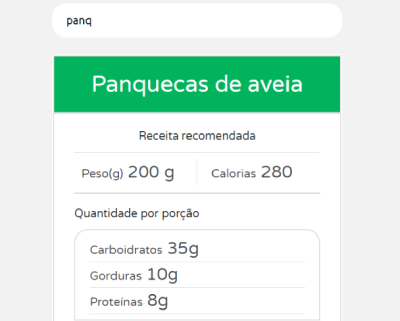 panq
Panquecas de aveia
Receita recomendada
Peso(g) 200 g Calorias 280
Quantidade por porção
Carboidratos 35g
Gorduras 10g
Proteínas 8g